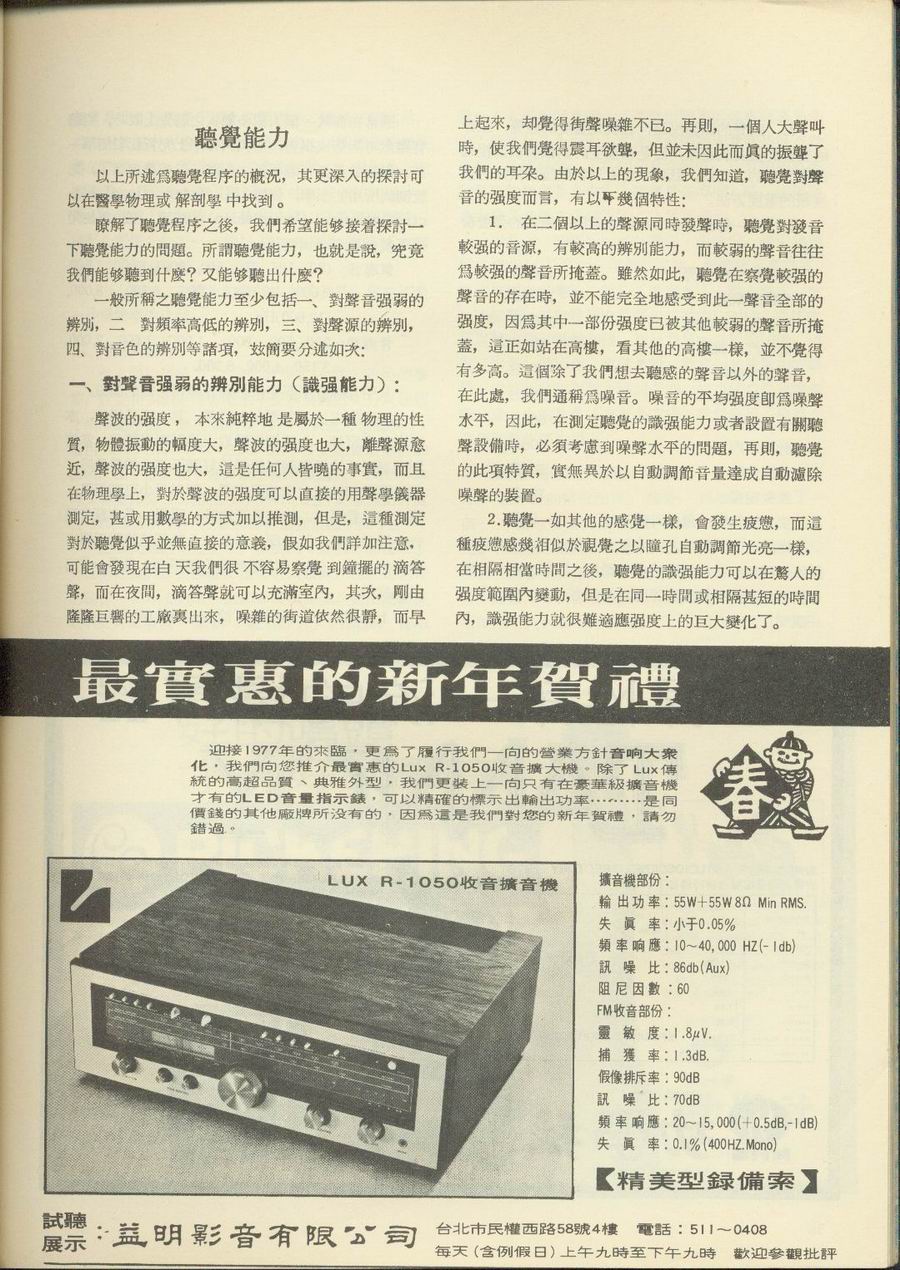 聽覺能力
以上所述爲聽覺程序的槪況，其更深入的探討可
以在醫學物理或 解剖學 中找到 。
瞭解了聽覺程序之後，我們希望能够接着探討一
下聽覺能力的問題。所謂聽覺能力，也就是說，究竟
我們能够聽到什麽？又能够聽出什麽？
一般所稱之聽覺能力至少包括一、對聲音强弱的
辨別，二　對頻率高低的辨別，三、對聲源的辨別，
四、對音色的辨別等諸項，玆簡要分述如次：
一、對聲音强弱的辨別能力（識强能力）：
聲波的强度 ， 本來純粹地 是屬於一種 物理的性
質，物體振動的幅度大，聲波的强度也大，離聲源愈
近，聲波的强度也大，這是任何人皆曉的事實，而且
在物理學上，對於聲波的强度可以直接的用聲學儀器
測定，甚或用數學的方式加以推測，但是，這種測定
對於聽覺似乎並無直接的意義，假如我們詳加注意，
可能會發現在白 天我們很 不容易察覺 到鐘擺的 滴答
聲，而在夜間，滴答聲就可以充滿室內，其次，剛由
隆隆巨響的工廠裏出來，噪雜的街道依然很靜，而早
上起來，却覺得街聲噪雜不已。再則，一個人大聲叫
時，使我們覺得震耳欲聾，但並未因此而眞的振聾了
我們的耳朶。由於以上的現象，我們知道，聽覺對聲
音的强度而言，有以下幾個特性：
1．　在二個以上的聲源同時發聲時，聽覺對發音
較强的音源，有較高的辨別能力，而較弱的聲音往往
爲較强的聲音所掩蓋。雖然如此，聽覺在察覺較强的
聲音的存在時，並不能完全地感受到此一聲音全部的
强度，因爲其中一部份强度已被其他較弱的聲音所掩
蓋，這正如站在高樓，看其他的高樓一樣，並不覺得
有多高。這個除了我們想去聽感的聲音以外的聲音，
在此處，我們通稱爲噪音。噪音的平均强度卽爲噪聲
水平，因此，在測定聽覺的識强能力或者設置有關聽
聲設備時，必須考慮到噪聲水平的問題，再則，聽覺
的此項特質，實無異於以自動調節音量達成自動濾除
噪聲的裝置。
2.聽覺一如其他的感覺一樣，會發生疲憊，而這
種疲憊感幾相似於視覺之以瞳孔自動調節光亮一樣，
在相隔相當時間之後，聽覺的識强能力可以在驚人的
强度範圍內變動，但是在同一時間或相隔甚短的時間
內，識强能力就很難適應强度上的巨大變化了。
最實惠的新年賀禮
迎接1977年的來臨，更爲了履行我們一向的營業方針音响大衆
化，我們向您推介最實惠的Lux R-1050收音擴大機。除了Lux傳
統的高超品質、典雅外型，我們更裝上一向只有在豪華級擴音機
才有的LED音量指示錶，可以精確的標示出輸出功率………是同
價錢的其他廠牌所没有的，因爲這是我們對您的新年賀禮，請勿
錯過。
春
LUX R-1050收音擴音機
擴音機部份：
輸出功率：55W＋55W 8Ω Min RMS.
失　眞　率：小于0.05％
頻率响應：10～40,000 HZ(-1db)
訊　噪　比：86db(Aux)
阻尼因數：60
FM收音部份：
靈　敏　度：1.8μV.
捕　獲　率：1.3dB.
假像排斥率：90dB
訊　噪　比：70dB
頻率响應：20～15,000(＋0.5dB,-1dB)
失　眞　率：0.1％(400HZ.Mono)
【精美型録備索】
試聽
展示：益明影音有限公司
台北市民權西路58號4樓　電話：511～0408
每天（含例假日）上午九時至下午九時　歡迎參觀批評